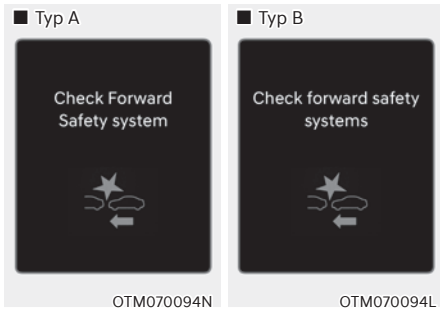 ■ Typ A
Check Forward
Safety system
OTM070094N
■ Typ B
Check forward safety
systems
OTM070094L